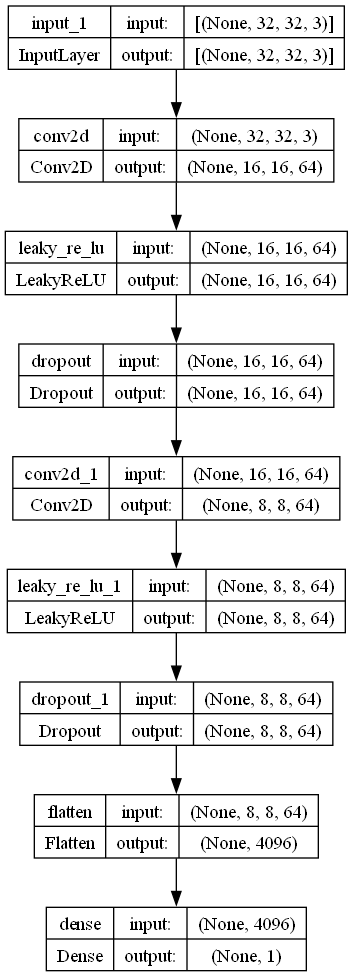 input_1 input: [(None, 32, 32, 3)]
InputLayer output: [(None, 32, 32, 3)]
conv2d input: (None, 32, 32, 3)
Conv2D output: (None, 16, 16, 64)
leaky_re_lu input: (None, 16, 16, 64)
LeakyReLU output: (None, 16, 16, 64)
dropout input: (None, 16, 16, 64)
Dropout output: (None, 16, 16, 64)
conv2d_1 input: (None, 16, 16, 64)
Conv2D output: (None, 8, 8, 64)
leaky_re_lu_1 input: (None, 8, 8, 64)
LeakyReLU output: (None, 8, 8, 64)
dropout_1 input: (None, 8, 8, 64)
Dropout output: (None, 8, 8, 64)
flatten input: (None, 8, 8, 64)
Flatten output: (None, 4096)
dense input: (None, 4096)
Dense output: (None, 1)